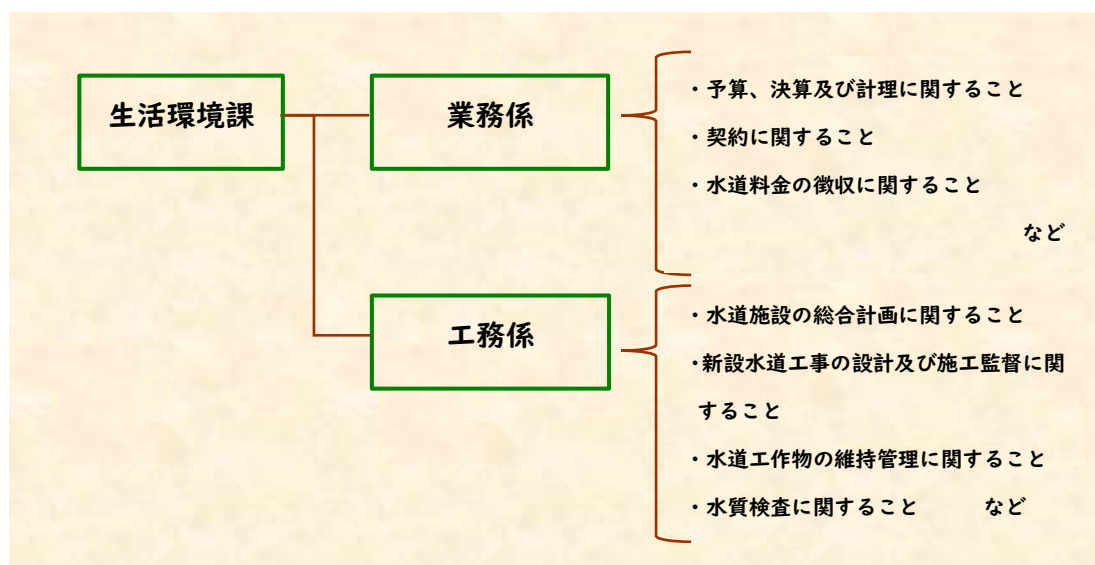 生活環境課
業務係
・予算、決算及び計理に関すること
・契約に関すること
・水道料金の徴収に関すること
など
工務係
・水道施設の総合計画に関すること
・新設水道工事の設計及び施工監督に関
すること
・水道工作物の維持管理に関すること
・水質検査に関すること　　　など